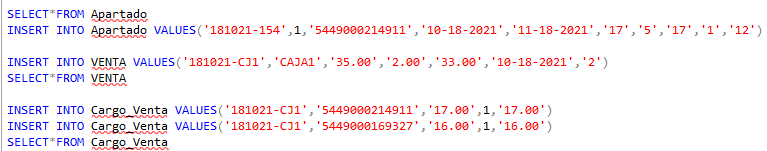 SELECT*FROM Apartado
INSERT INTO Apartado VALUES('181021-154',1,'5449000214911','10-18-2021','11-18-2021','17','5','17','1','12')
INSERT INTO VENTA VALUES('181021-CJ1','CAJA1','35.00','2.00','33.00','10-18-2021','2')
SELECT*FROM VENTA
INSERT INTO Cargo_Venta VALUES('181021-CJ1','5449000214911','17.00',1,'17.00')
INSERT INTO Cargo_Venta VALUES('181021-CJ1','5449000169327','16.00',1,'16.00')
SELECT*FROM Cargo_Venta